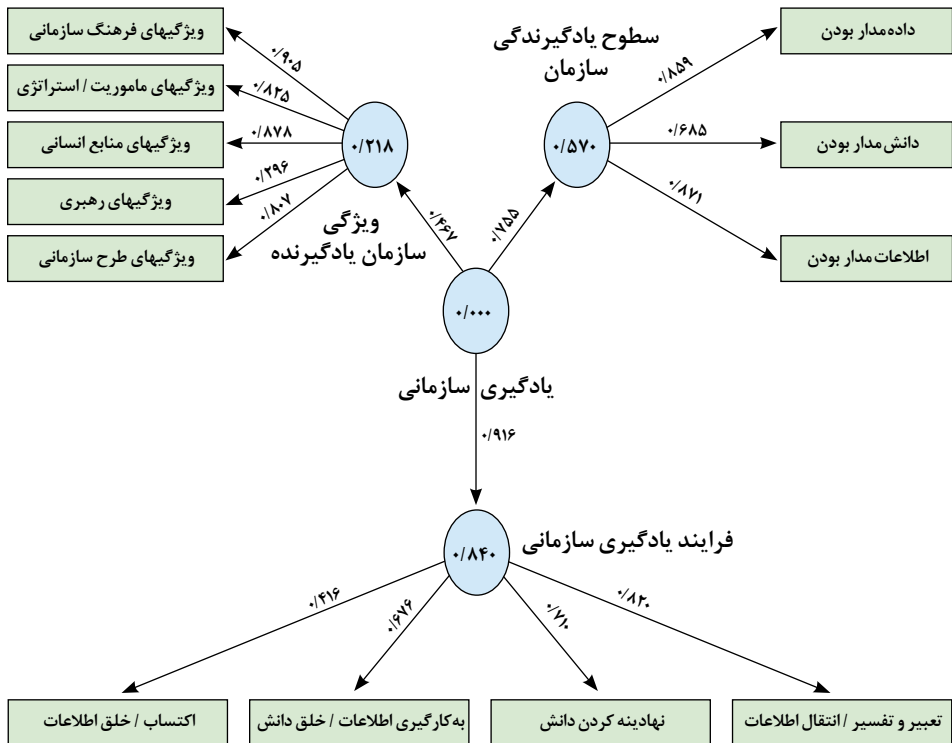 داده‌مدار بودن
دانش‌مدار بودن
اطلاعات‌مدار بودن
سطوح یادگیرندگی
سازمان
۰/۸۵۹
۰/۶۸۵
۰/۸۷۱
۰/۵۷۰
ویژگیهای فرهنگ سازمانی
ویژگیهای ماموریت / استراتژی
ویژگیهای منابع انسانی
ویژگیهای رهبری
ویژگیهای طرح سازمانی
۰/۹۰۵
۰/۸۲۵
۰/۸۷۸
۰/۲۹۶
۰/۸۰۷
۰/۲۱۸
ویژگی
سازمان یادگیرنده
۰/۷۵۵
۰/۴۶۷
۰/۰۰۰
یادگیری سازمانی
۰/۹۱۶
فرایند یادگیری سازمانی
۰/۸۴۰
۰/۸۲۰
۰/۷۱۰
۰/۶۷۶
۰/۴۱۶
تعبیر و تفسیر / انتقال اطلاعات
نهادینه کردن دانش
به‌کارگیری اطلاعات / خلق دانش
اکتساب / خلق اطلاعات